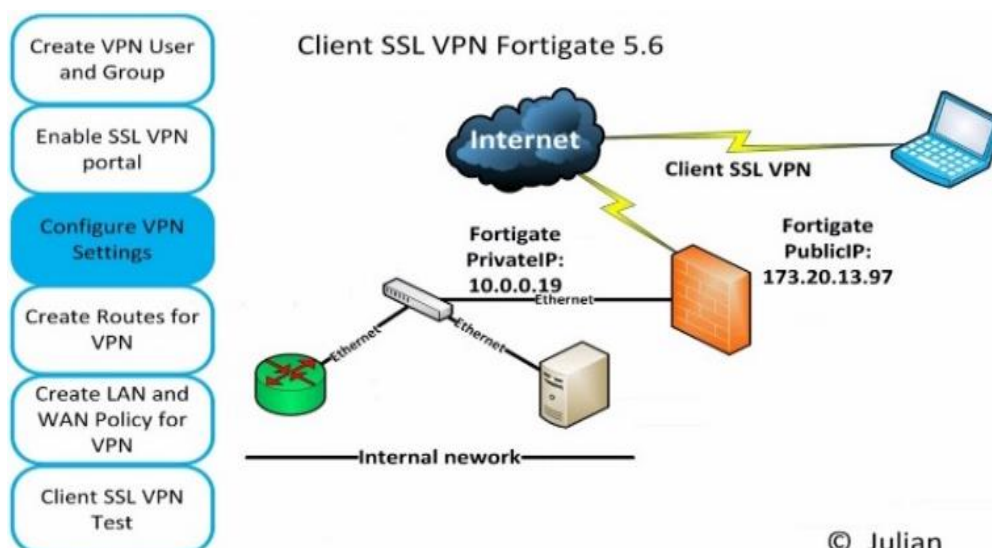 Create VPN User
and Group
Enable SSL VPN
portal
Configure VPN
Settings
Create Routes for
VPN
Create LAN and
WAN Policy for
VPN
Client SSL VPN
Test
Client SSL VPN Fortigate 5.6
Internet
Client SSL VPN
Fortigate
PrivateIP:
10.0.0.19
Fortigate
PublicIP:
173.20.13.97
Ethernet
Ethernet
Ethernet
Internal nework
© Julian